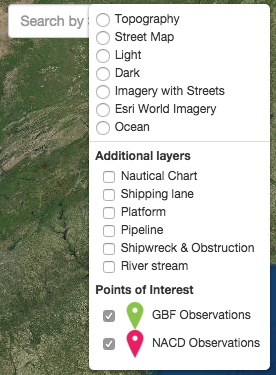 Search by
Topography
Street Map
Light
Dark
Imagery with Streets
Esri World Imagery
Ocean
Additional layers
Nautical Chart
Shipping lane
Platform
Pipeline
Shipwreck & Obstruction
River stream
Points of Interest
GBF Observations
NACD Observations